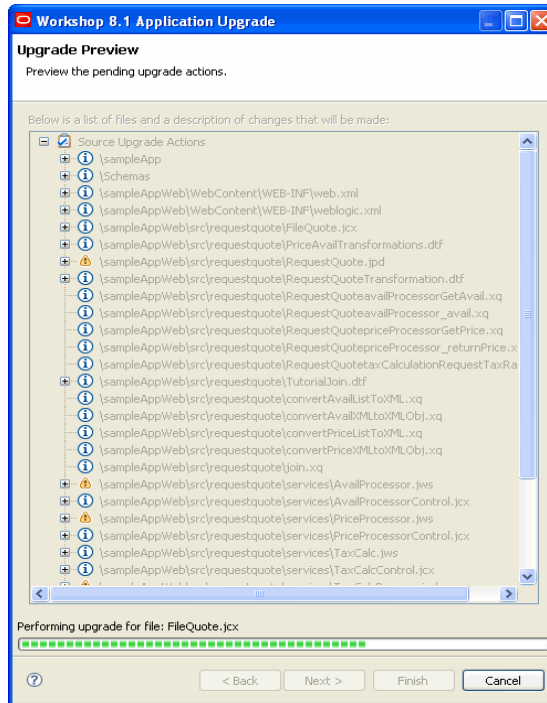 Workshop 8.1 Application Upgrade
Upgrade Preview
Preview the pending upgrade actions.
Below is a list of files and a description of changes that will be made:
Source Upgrade Actions
\sampleApp
\Schemas
\sampleAppWeb\WebContent\WEB-INF\web.xml
\sampleAppWeb\WebContent\WEB-INF\weblogic.xml
\sampleAppWeb\src\requestquote\FileQuote.jcx
\sampleAppWeb\src\requestquote\PriceAvailTransformations.dtf
\sampleAppWeb\src\requestquote\RequestQuote.jpd
\sampleAppWeb\src\requestquote\RequestQuoteTransformation.dtf
\sampleAppWeb\src\requestquote\RequestQuoteavailProcessorGetAvail.xq
\sampleAppWeb\src\requestquote\RequestQuoteavailProcessor_avail.xq
\sampleAppWeb\src\requestquote\RequestQuotepriceProcessorGetPrice.xq
\sampleAppWeb\src\requestquote\RequestQuotepriceProcessor_returnPrice.x
\sampleAppWeb\src\requestquote\RequestQuotetaxCalculationRequestTaxRa
\sampleAppWeb\src\requestquote\TutorialJoin.dtf
\sampleAppWeb\src\requestquote\convertAvailListToXML.xq
\sampleAppWeb\src\requestquote\convertAvailXMLtoXMLObj.xq
\sampleAppWeb\src\requestquote\convertPriceListToXML.xq
\sampleAppWeb\src\requestquote\convertPriceXMLtoXMLObj.xq
\sampleAppWeb\src\requestquote\join.xq
\sampleAppWeb\src\requestquote\services\AvailProcessor.jws
\sampleAppWeb\src\requestquote\services\AvailProcessorControl.jcx
\sampleAppWeb\src\requestquote\services\PriceProcessor.jws
\sampleAppWeb\src\requestquote\services\PriceProcessorControl.jcx
\sampleAppWeb\src\requestquote\services\TaxCalc.jws
\sampleAppWeb\src\requestquote\services\TaxCalcControl.jcx
Performing upgrade for file: FileQuote.jcx
< Back Next > Finish Cancel